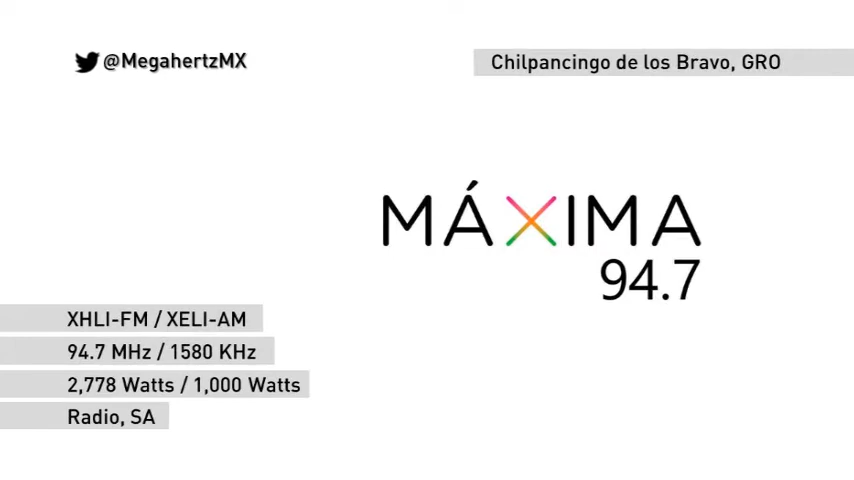 @MegahertzMX
Chilpancingo de los Bravo, GRO
MÁXIMA
94.7
XHLI-FM / XELI-AM
94.7 MHz / 1580 KHz
2,778 Watts / 1,000 Watts
Radio, SA